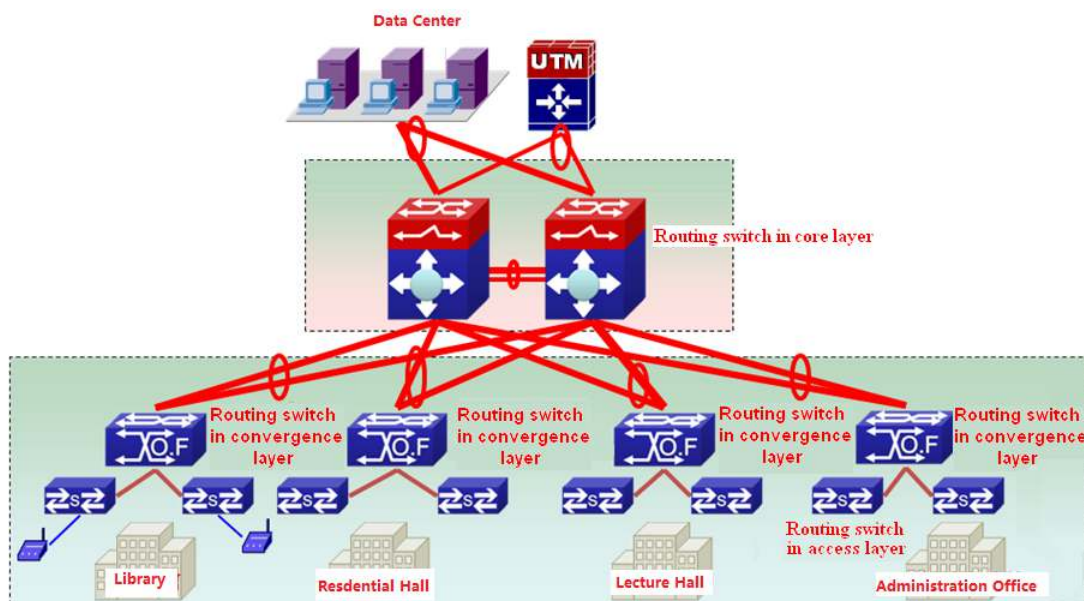 Data Center
UTM
Routing switch in core layer
Routing switch
in convergence
layer
Routing switch
in convergence
layer
Routing switch
in convergence
layer
Routing switch
in convergence
layer
O.F
O.F
O.F
O.F
S
S
S
S
S
S
S
S
Routing switch
in access layer
Library
Resdential Hall
Lecture Hall
Administration Office